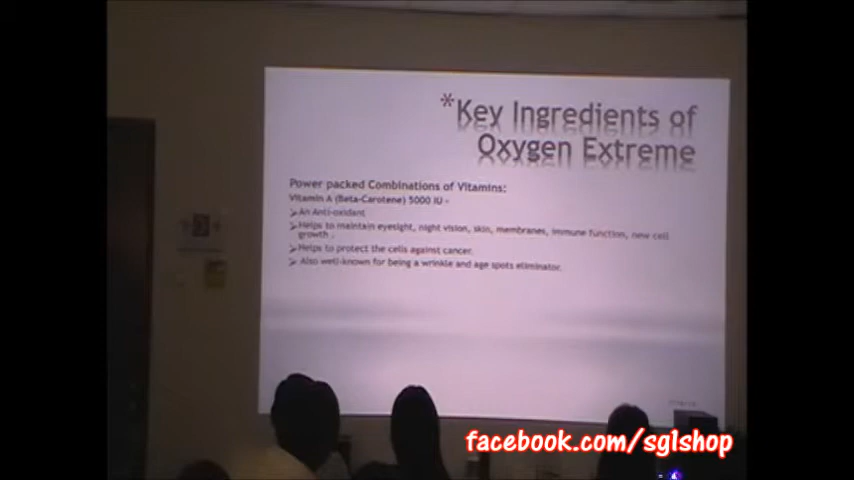 *Key Ingredients of
Oxygen Extreme
Power packed Combinations of Vitamins:
Vitamin A (Beta-Carotene) 5000 IU -
➢An Anti-oxidant
➢Helps to maintain eyesight, night vision, skin, membranes, immune function, new cell
growth .
➢Helps to protect the cells against cancer.
➢ Also well-known for being a wrinkle and age spots eliminator.
facebook.com/sg1shop